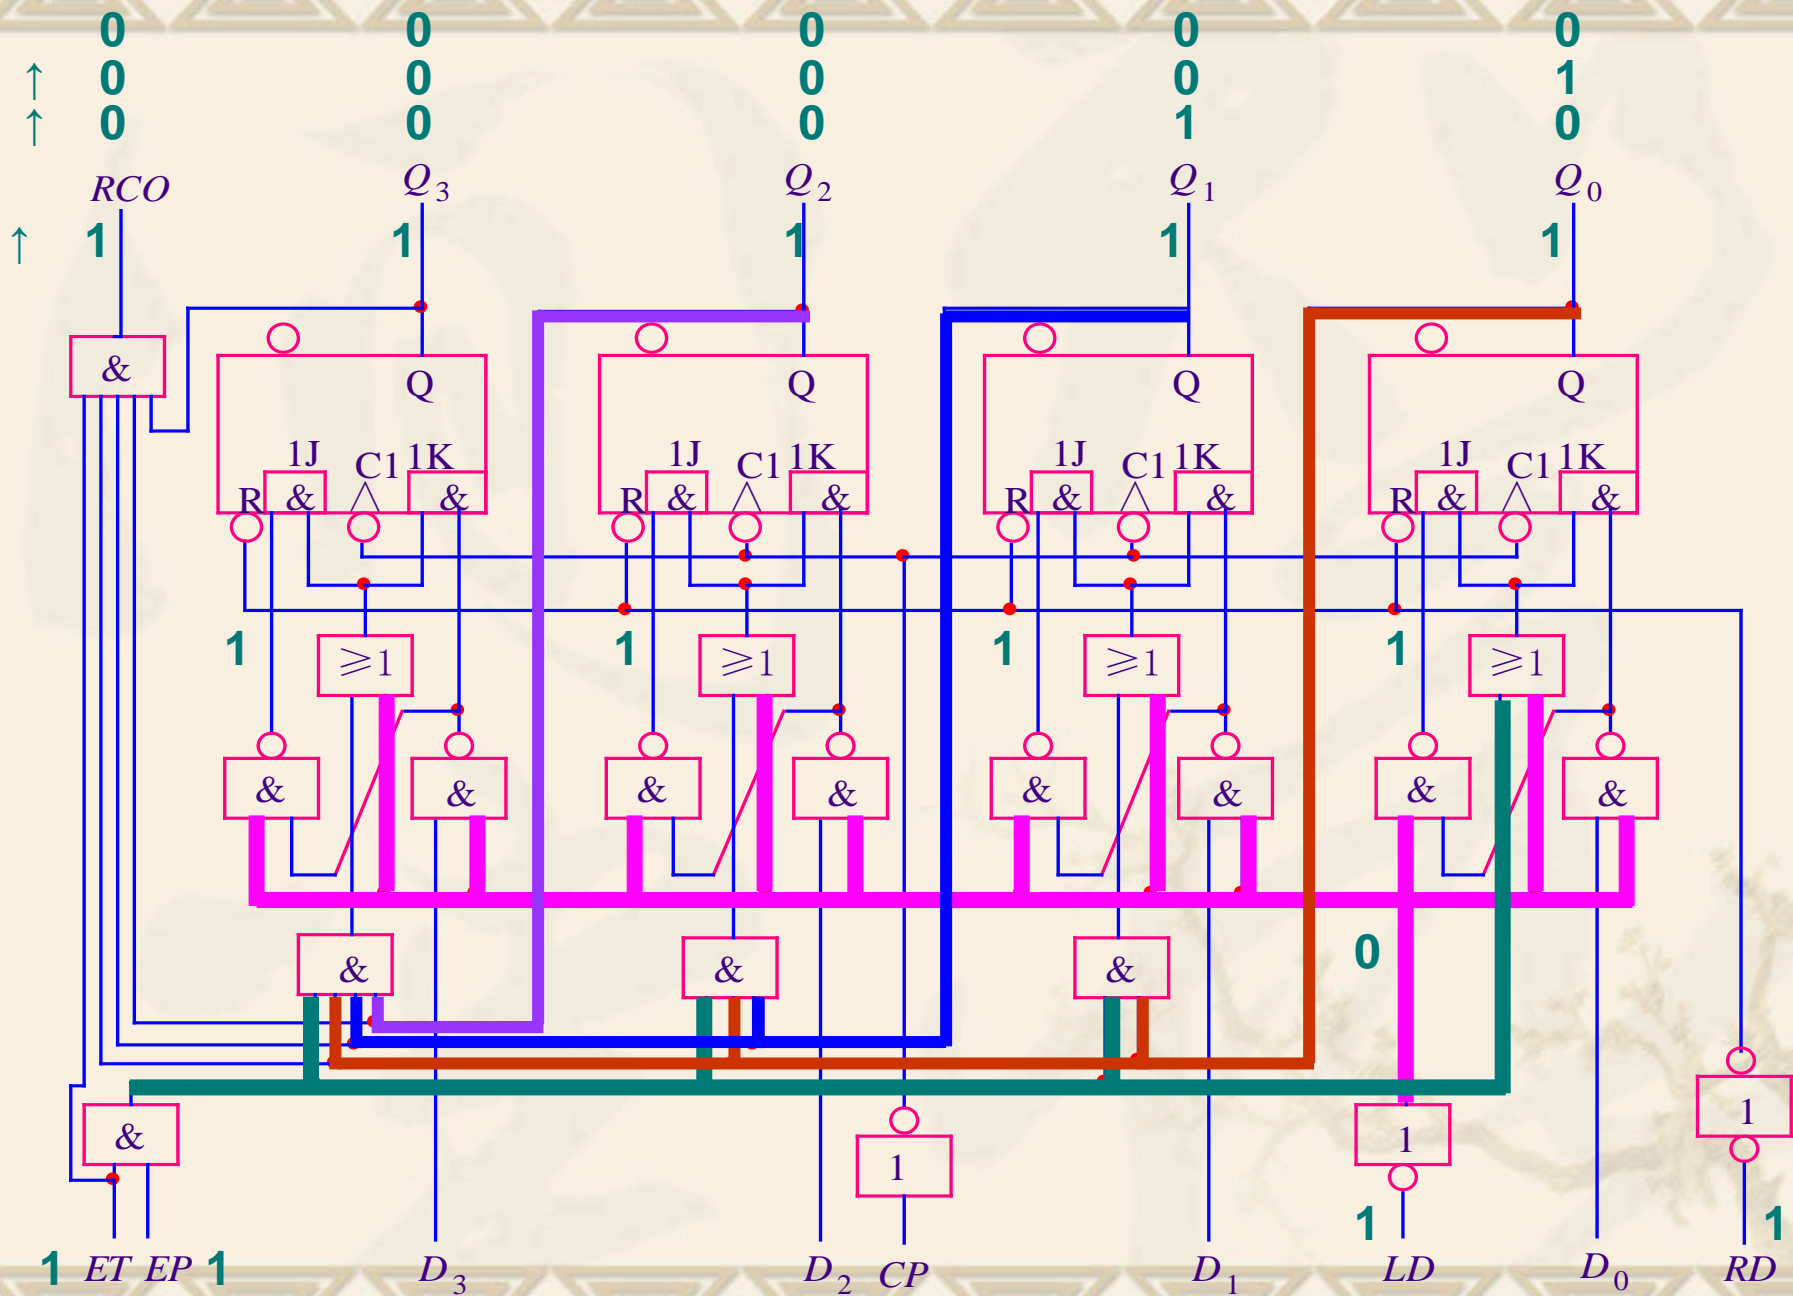 0 0 0 0 0
↑ 0 0 0 0 1
↑ 0 0 0 1 0
RCO Q3 Q2 Q1 Q0
↑ 1 1 1 1 1
&
Q Q Q Q
1J C1 1K 1J C1 1K 1J C1 1K 1J C1 1K
R & & R & & R & & R & &
1 ≥1 1 ≥1 1 ≥1 1 ≥1
& & & & & & & &
0
& & &
1
& 1
1
1 1
1 ET EP 1 D3 D2 CP D1 LD D0 RD